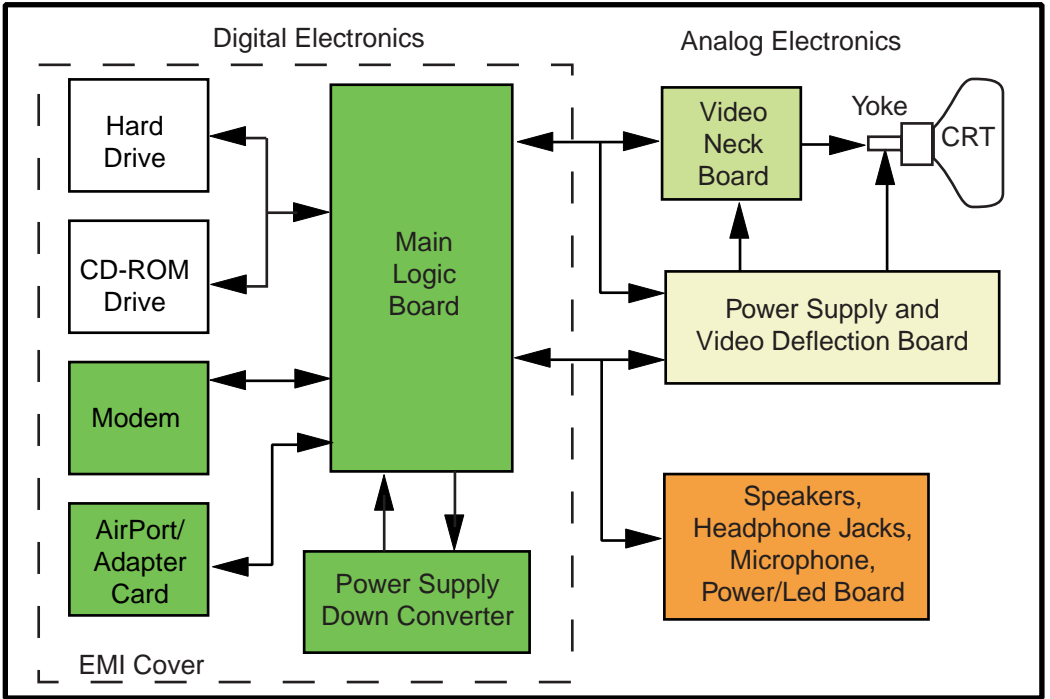 Digital Electronics
Analog Electronics
Hard
Drive
CD-ROM
Drive
Modem
AirPort/
Adapter
Card
Main
Logic
Board
Power Supply
Down Converter
EMI Cover
Video
Neck
Board
Yoke
CRT
Power Supply and
Video Deflection Board
Speakers,
Headphone Jacks,
Microphone,
Power/Led Board